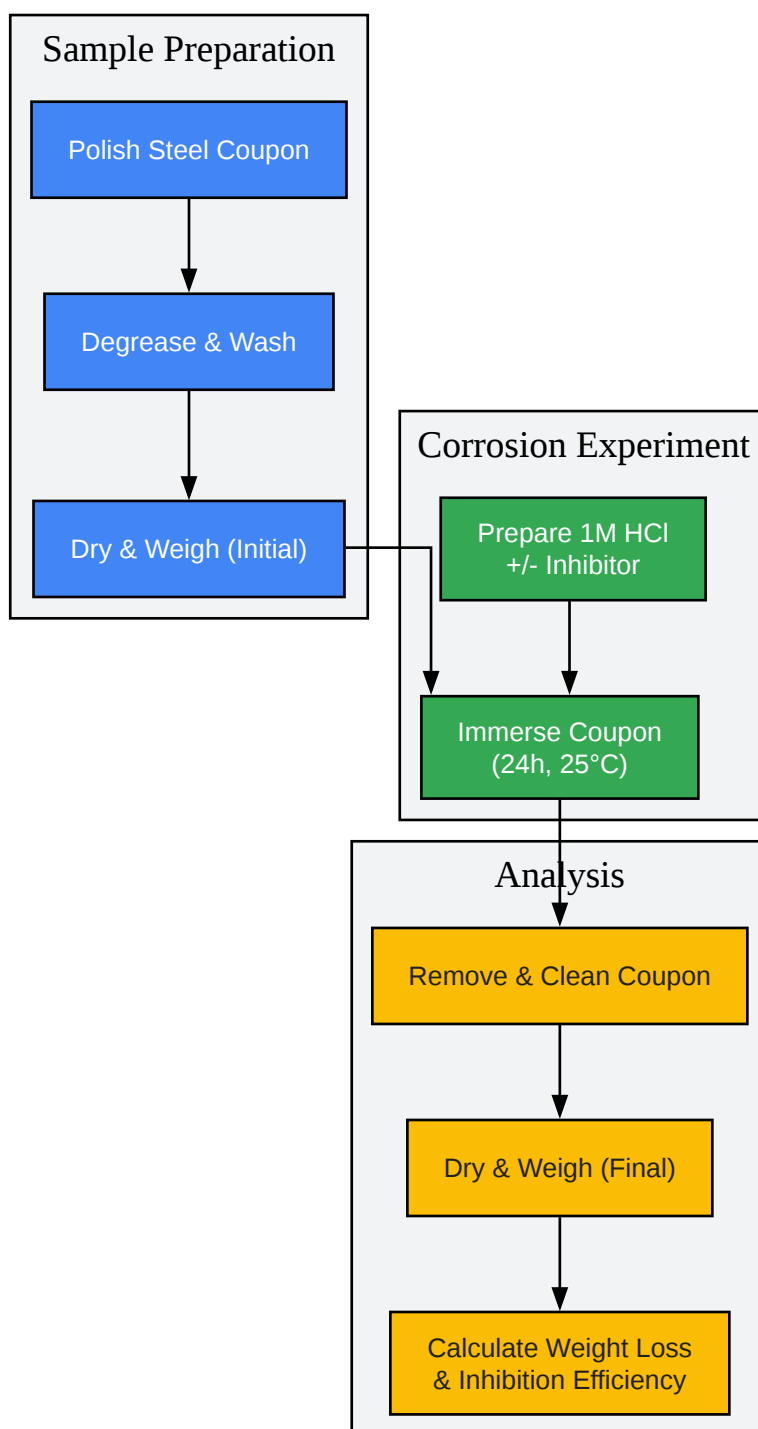 Sample Preparation
Polish Steel Coupon
Degrease & Wash
Dry & Weigh (Initial)
Corrosion Experiment
Prepare 1M HCl
+/- Inhibitor
Immerse Coupon
(24h, 25°C)
Analysis
Remove & Clean Coupon
Dry & Weigh (Final)
Calculate Weight Loss
& Inhibition Efficiency